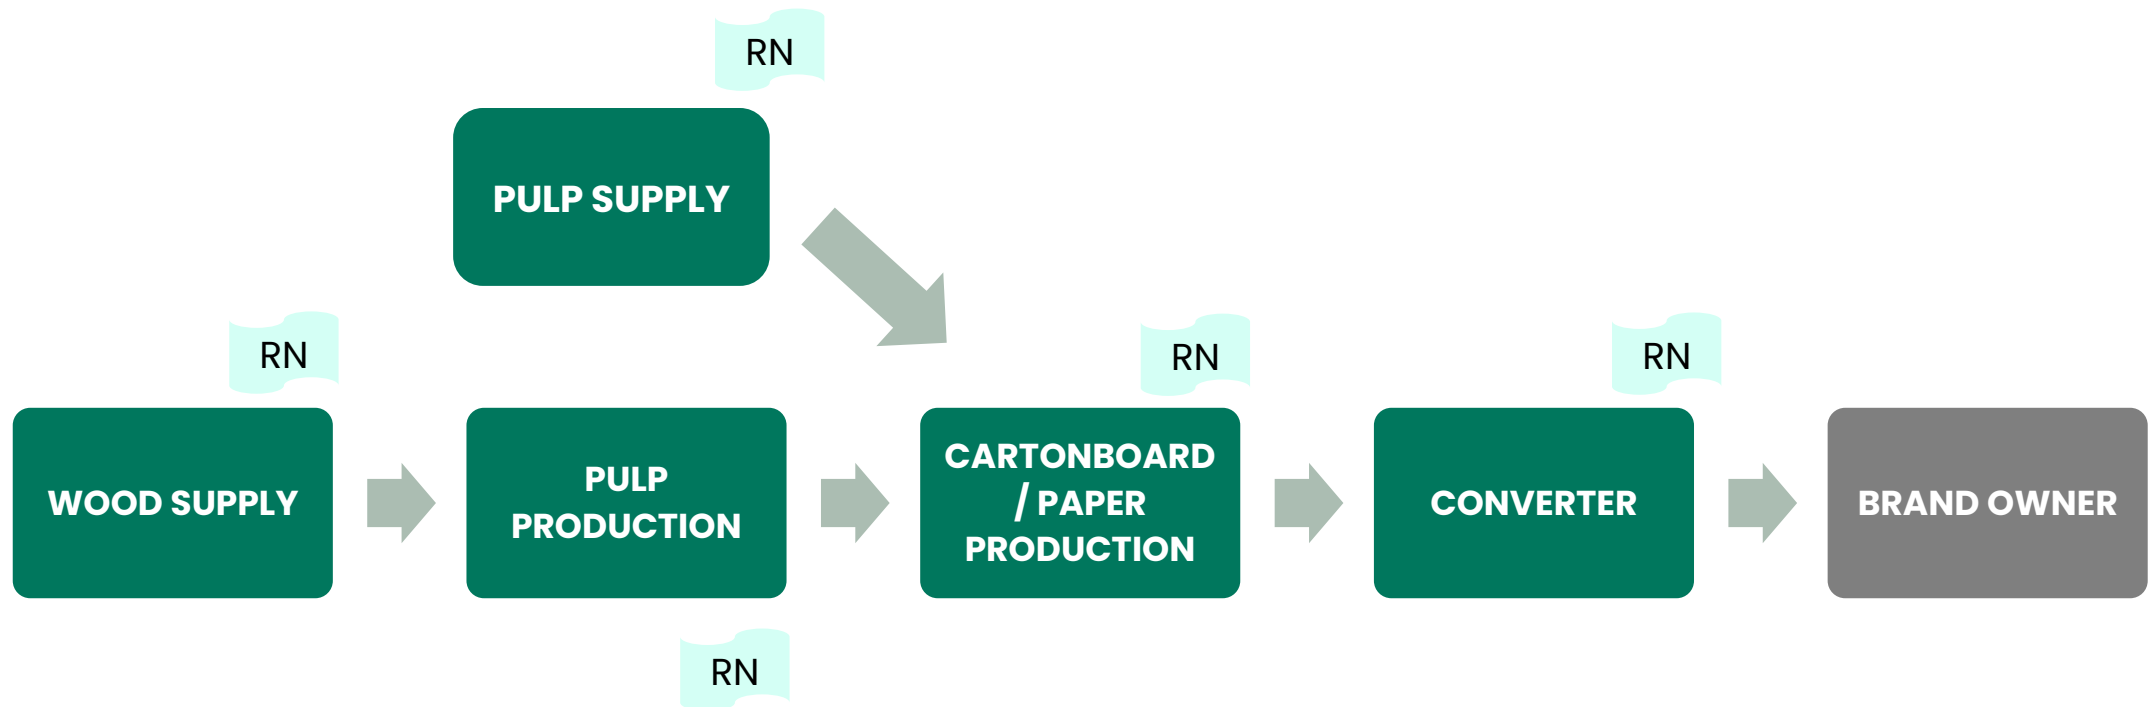 RN
PULP SUPPLY
RN
RN
RN
WOOD SUPPLY
PULP
PRODUCTION
CARTONBOARD
/ PAPER
PRODUCTION
CONVERTER
BRAND OWNER
RN